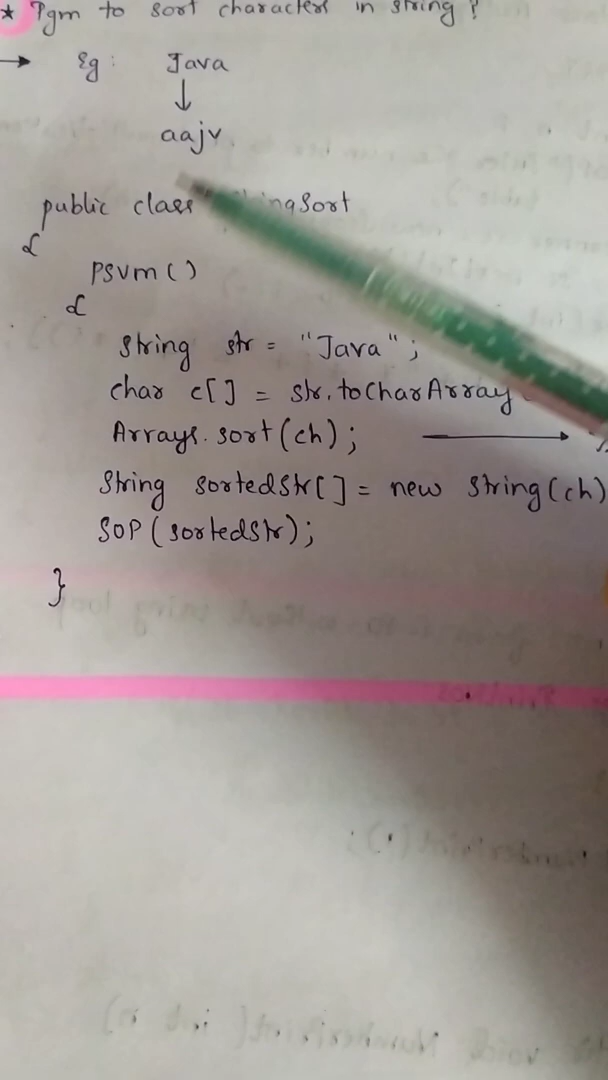 * Pgm to sort characters in string?
→ Eg: Java
↓
aajv
public class ingSort
{
PSVM()
{
String str = "Java";
char c[] = str.toCharArray
Arrays.sort(ch); →
String sortedStr[] = new String(ch)
SOP(sortedStr);
}